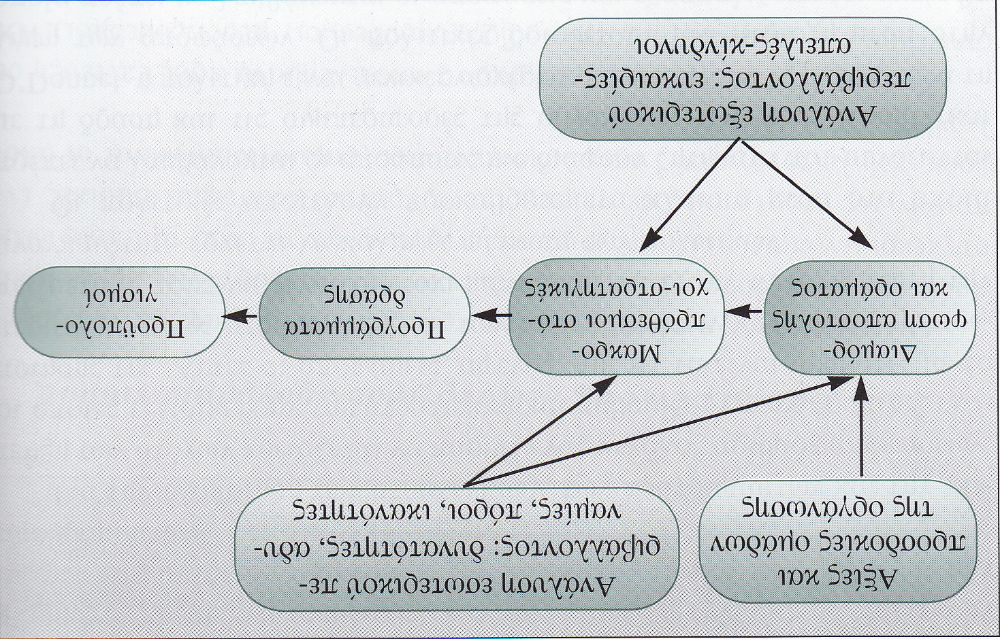 Αξίες και
προσδοκίες ομάδων
της οργάνωσης
Ανάλυση εσωτερικού πε-
ριβάλλοντος: δυνατότητες, αδυ-
ναμίες, πόροι, ικανότητες
Διαμόρ-
φωση αποστολής
και οράματος
Μακρο-
πρόθεσμοι στό-
χοι-στρατηγικές
Προγράμματα
δράσης
Προϋπολο-
γισμοί
Ανάλυση εξωτερικού
περιβάλλοντος: ευκαιρίες-
απειλές-κίνδυνοι